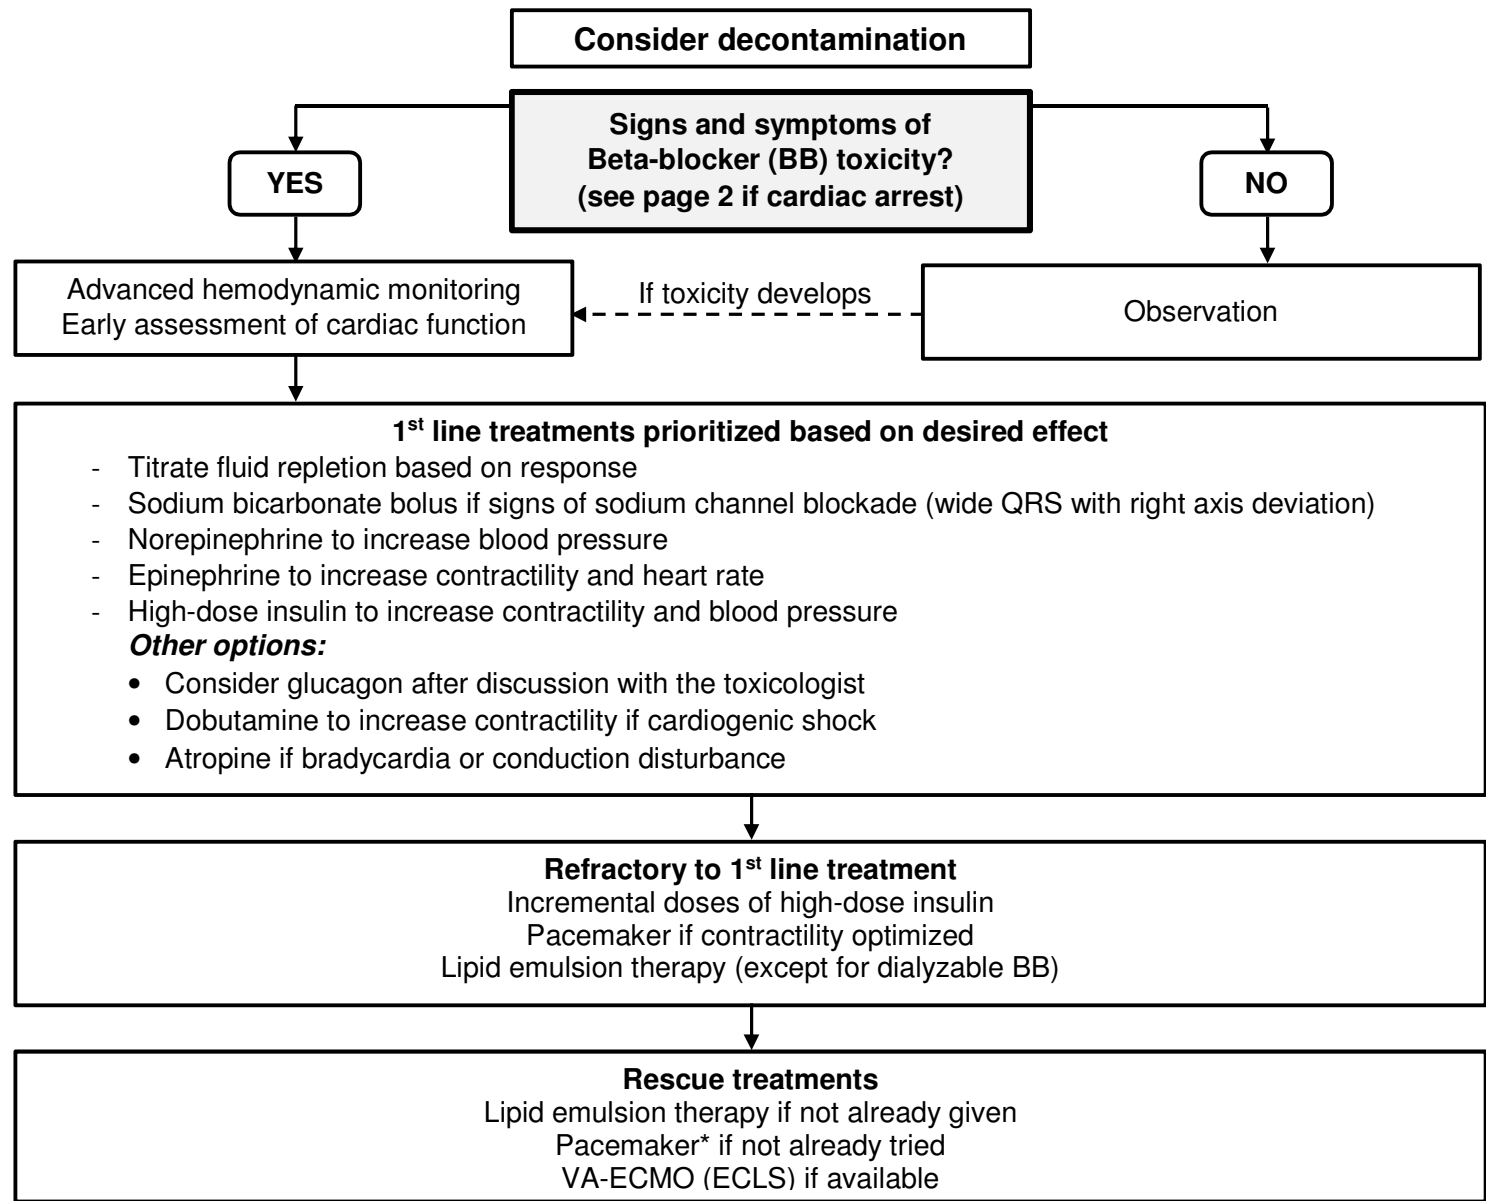 Consider decontamination
Signs and symptoms of
Beta-blocker (BB) toxicity?
(see page 2 if cardiac arrest)
YES
NO
Advanced hemodynamic monitoring
Early assessment of cardiac function
If toxicity develops
Observation
1st line treatments prioritized based on desired effect
- Titrate fluid repletion based on response
- Sodium bicarbonate bolus if signs of sodium channel blockade (wide QRS with right axis deviation)
- Norepinephrine to increase blood pressure
- Epinephrine to increase contractility and heart rate
- High-dose insulin to increase contractility and blood pressure
Other options:
• Consider glucagon after discussion with the toxicologist
• Dobutamine to increase contractility if cardiogenic shock
• Atropine if bradycardia or conduction disturbance
Refractory to 1st line treatment
Incremental doses of high-dose insulin
Pacemaker if contractility optimized
Lipid emulsion therapy (except for dialyzable BB)
Rescue treatments
Lipid emulsion therapy if not already given
Pacemaker* if not already tried
VA-ECMO (ECLS) if available